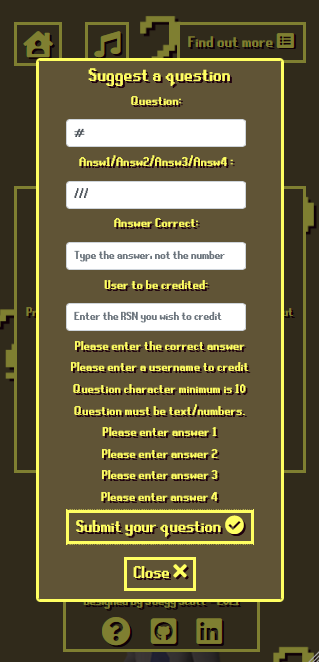 Find out more
Suggest a question
Question:
#
Answ1/Answ2/Answ3/Answ4 :
///
Answer Correct:
Type the answer, not the number
User to be credited:
Enter the RSN you wish to credit
Please enter the correct answer
Please enter a username to credit
Question character minimum is 10
Question must be text/numbers.
Please enter answer 1
Please enter answer 2
Please enter answer 3
Please enter answer 4
Submit your question
Close